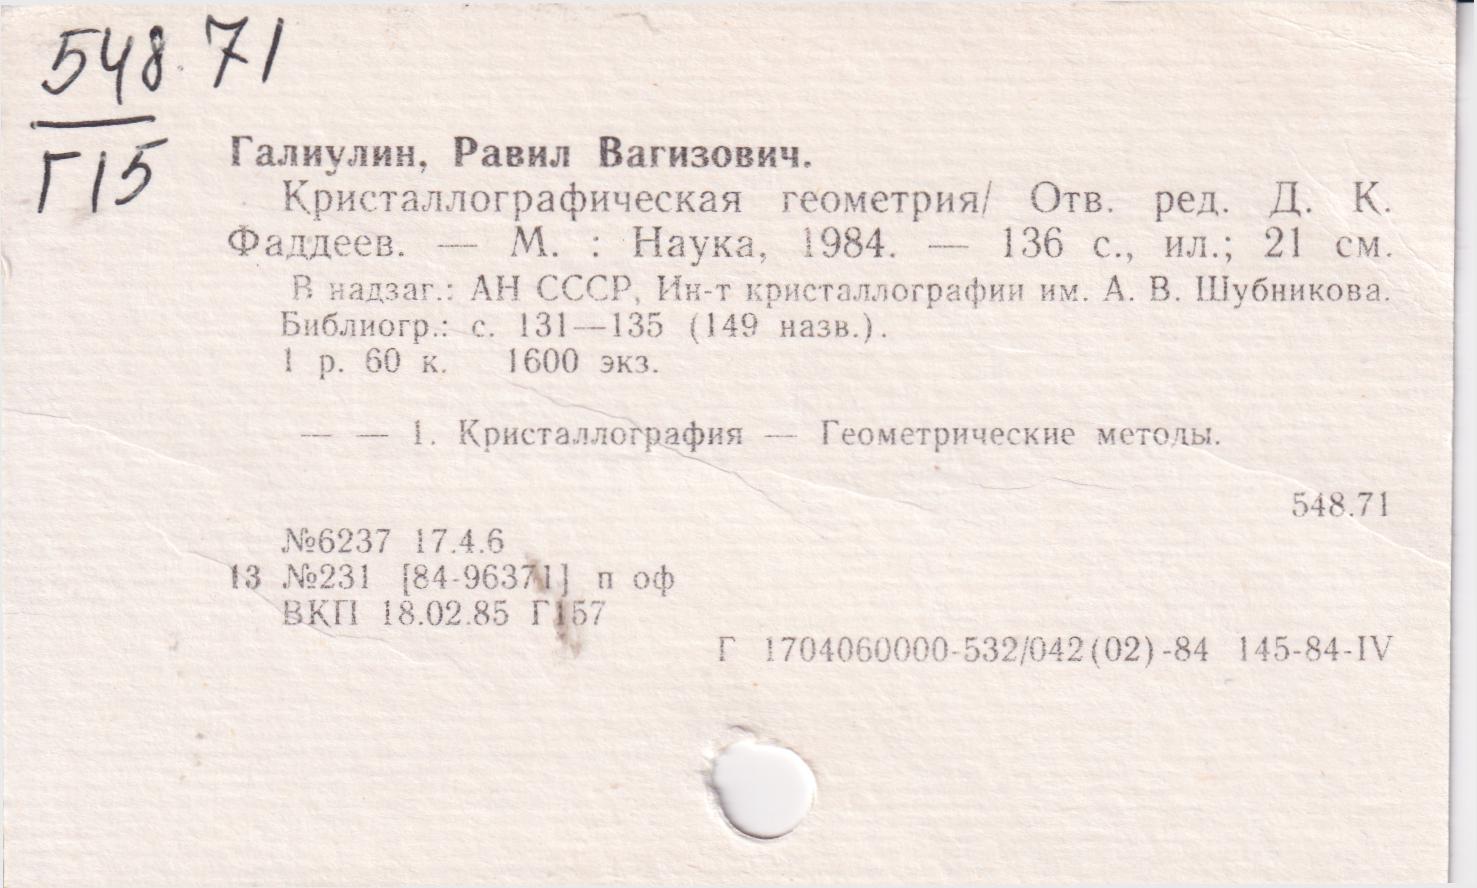 548.71
Г15
Галиулин, Равил Вагизович.
Кристаллографическая геометрия/ Отв. ред. Д. К.
Фаддеев. — М. : Наука, 1984. — 136 с., ил.; 21 см.
В надзаг.: АН СССР, Ин-т кристаллографии им. А. В. Шубникова.
Библиогр.: с. 131—135 (149 назв.).
1 р. 60 к. 1600 экз.
— — 1. Кристаллография — Геометрические методы.
548.71
№6237 17.4.6
13 №231 [84-96371] п оф
ВКП 18.02.85 Г157
Г 1704060000-532/042(02)-84 145-84-IV